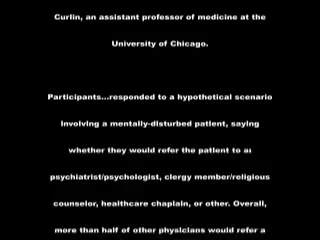 Curlin, an assistant professor of medicine at the
University of Chicago.
Participants...responded to a hypothetical scenario
involving a mentally-disturbed patient, saying
whether they would refer the patient to a
psychiatrist/psychologist, clergy member/religious
counselor, healthcare chaplain, or other. Overall,
more than half of other physicians would refer a